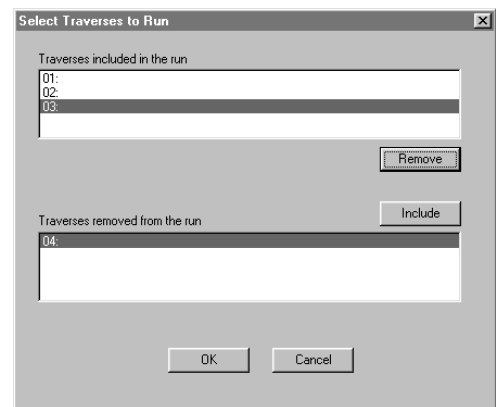 Select Traverses to Run
Traverses included in the run
01:
02:
03:
Remove
Include
Traverses removed from the run
04:
OK
Cancel